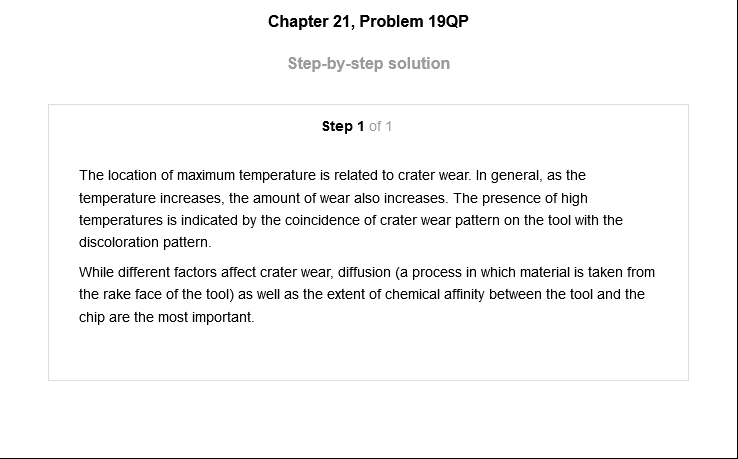 Chapter 21, Problem 19QP
Step-by-step solution
Step 1 of 1
The location of maximum temperature is related to crater wear. In general, as the
temperature increases, the amount of wear also increases. The presence of high
temperatures is indicated by the coincidence of crater wear pattern on the tool with the
discoloration pattern.
While different factors affect crater wear, diffusion (a process in which material is taken from
the rake face of the tool) as well as the extent of chemical affinity between the tool and the
chip are the most important.